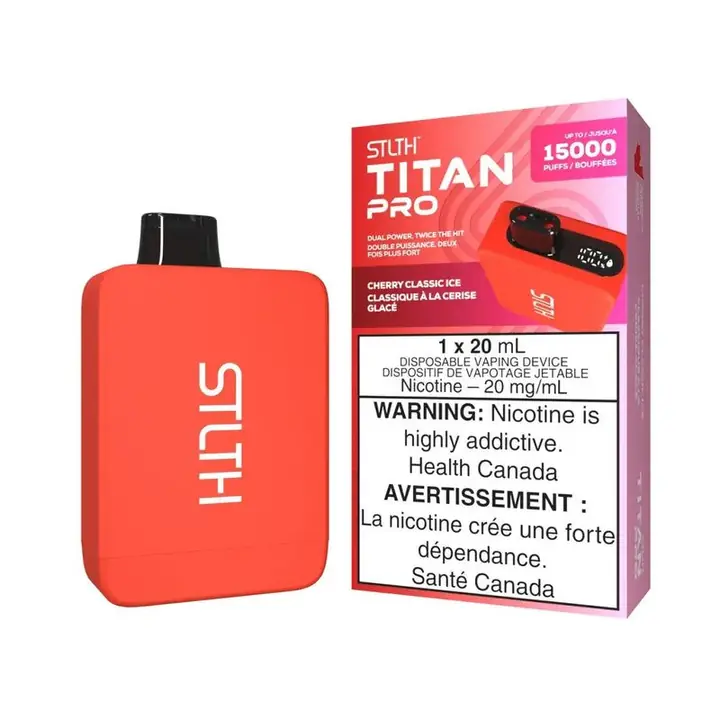 STLTH
STLTH™
TITAN
PRO
DUAL POWER, TWICE THE HIT
DOUBLE PUISSANCE, DEUX
FOIS PLUS FORT
CHERRY CLASSIC ICE
CLASSIQUE À LA CERISE
GLACÉ
UP TO / JUSQU'À
15000
PUFFS / BOUFFÉES
STLTH
1 x 20 mL
DISPOSABLE VAPING DEVICE
DISPOSITIF DE VAPOTAGE JETABLE
Nicotine – 20 mg/mL
WARNING: Nicotine is
highly addictive.
Health Canada
AVERTISSEMENT :
La nicotine crée une forte
dépendance.
Santé Canada